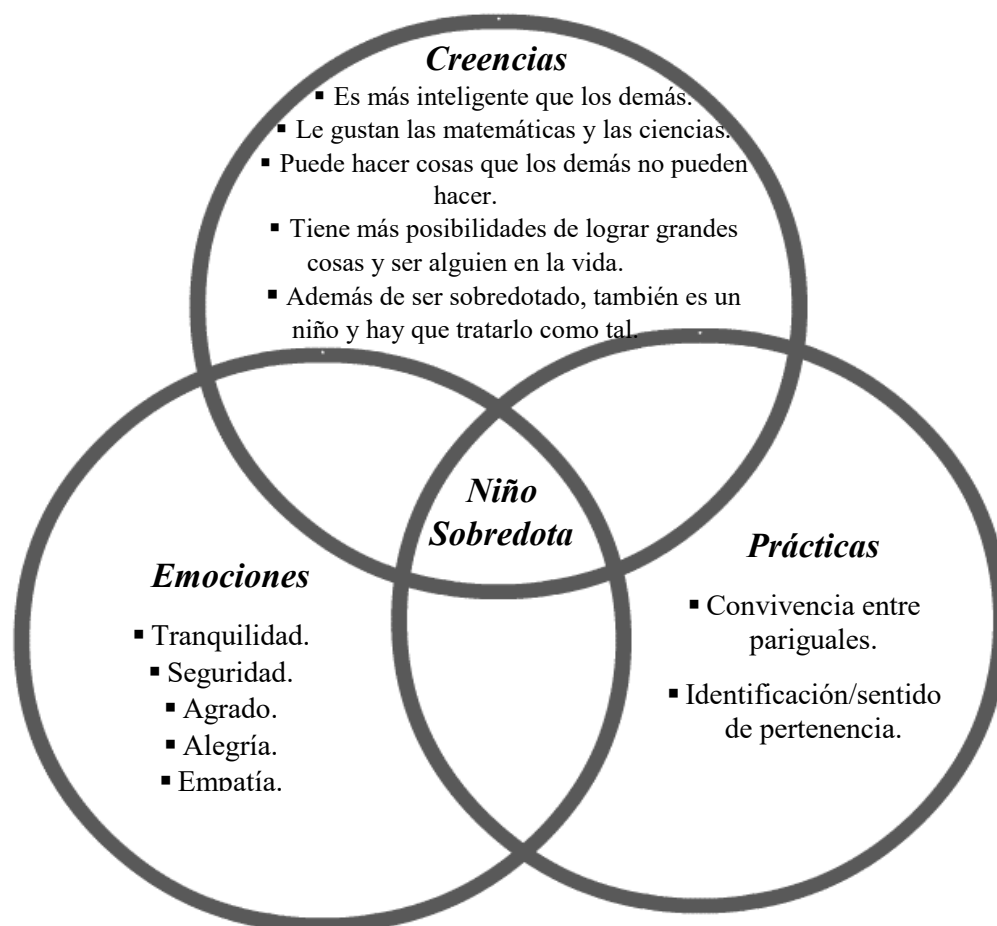 Creencias
▪ Es más inteligente que los demás.
▪ Le gustan las matemáticas y las ciencias.
▪ Puede hacer cosas que los demás no pueden
hacer.
▪ Tiene más posibilidades de lograr grandes
cosas y ser alguien en la vida.
▪ Además de ser sobredotado, también es un
niño y hay que tratarlo como tal.
Niño
Sobredota
Emociones
▪ Tranquilidad.
▪ Seguridad.
▪ Agrado.
▪ Alegría.
▪ Empatía.
Prácticas
▪ Convivencia entre
pariguales.
▪ Identificación/sentido
de pertenencia.